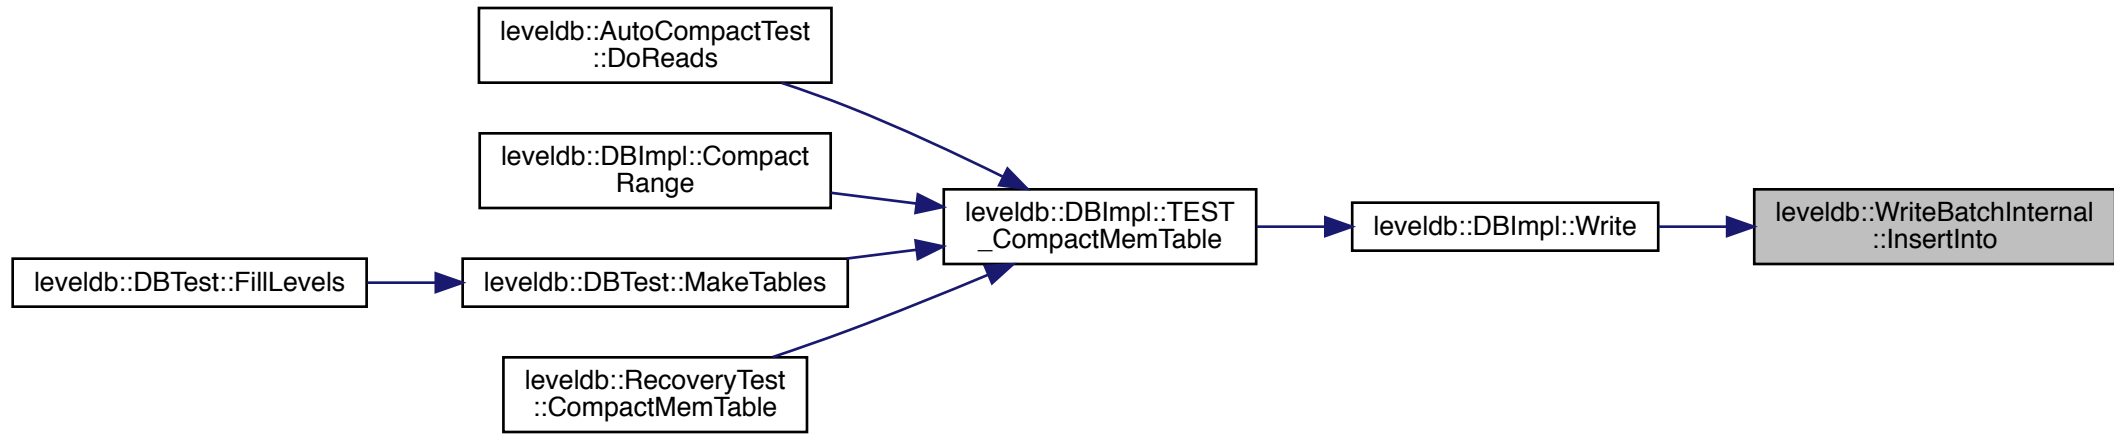 leveldb::AutoCompactTest
::DoReads
leveldb::DBImpl::Compact
Range
leveldb::DBImpl::TEST
_CompactMemTable
leveldb::DBImpl::Write
leveldb::WriteBatchInternal
::InsertInto
leveldb::DBTest::FillLevels
leveldb::DBTest::MakeTables
leveldb::RecoveryTest
::CompactMemTable